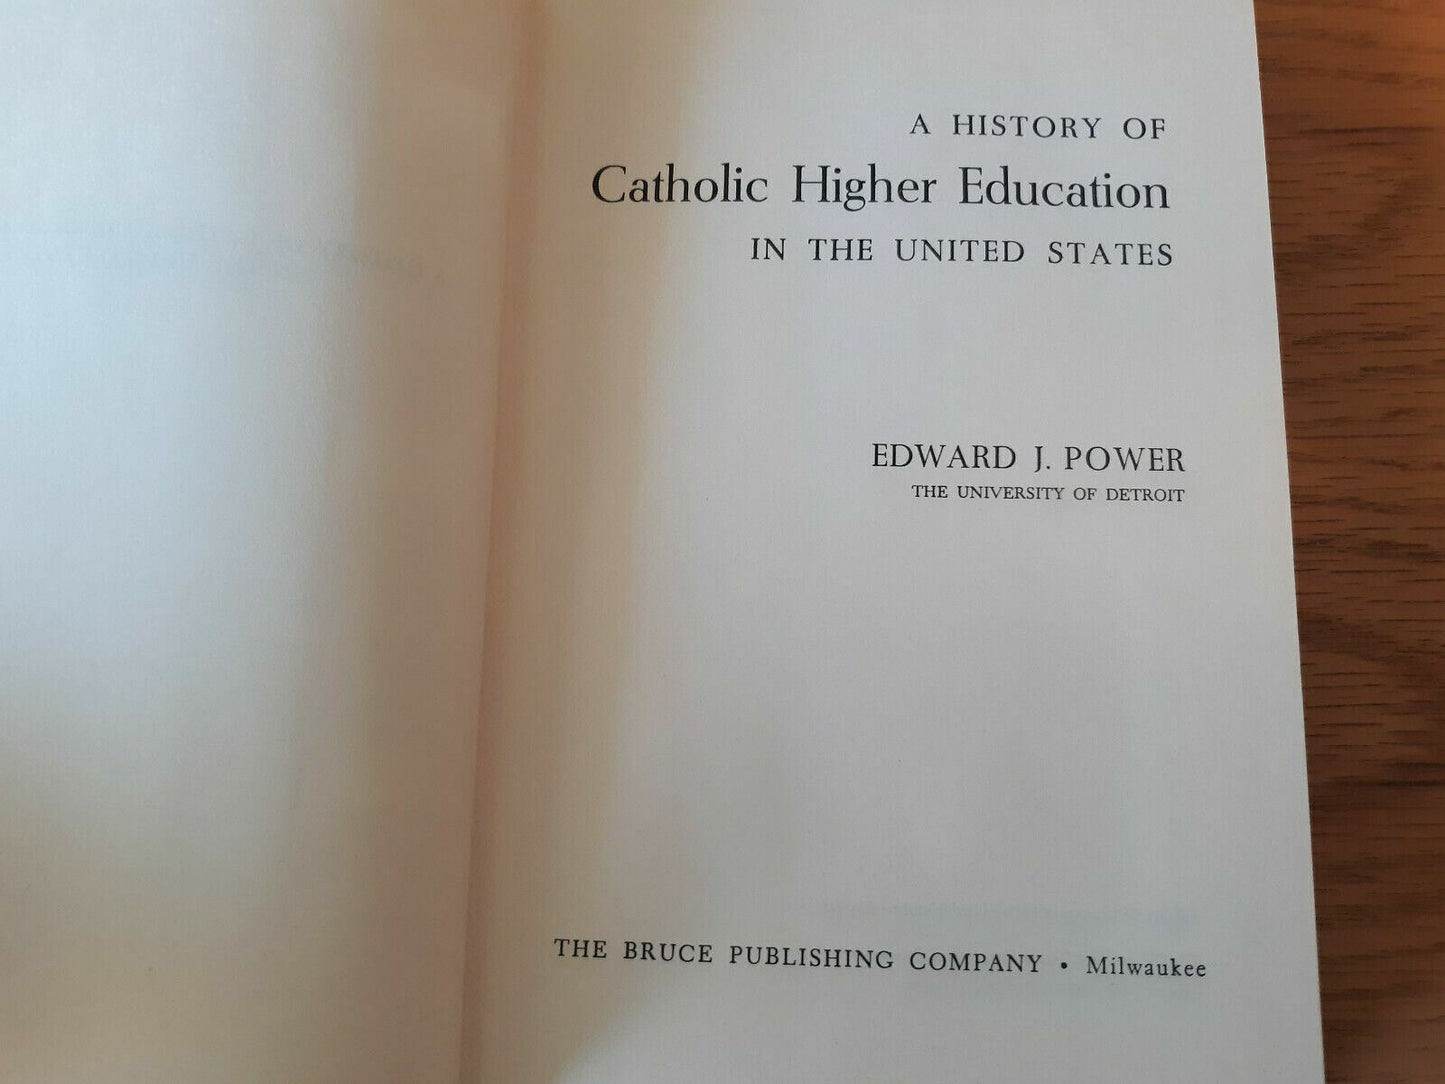 A HISTORY OF
Catholic Higher Education
IN THE UNITED STATES
EDWARD J. POWER
THE UNIVERSITY OF DETROIT
THE BRUCE PUBLISHING COMPANY • Milwaukee